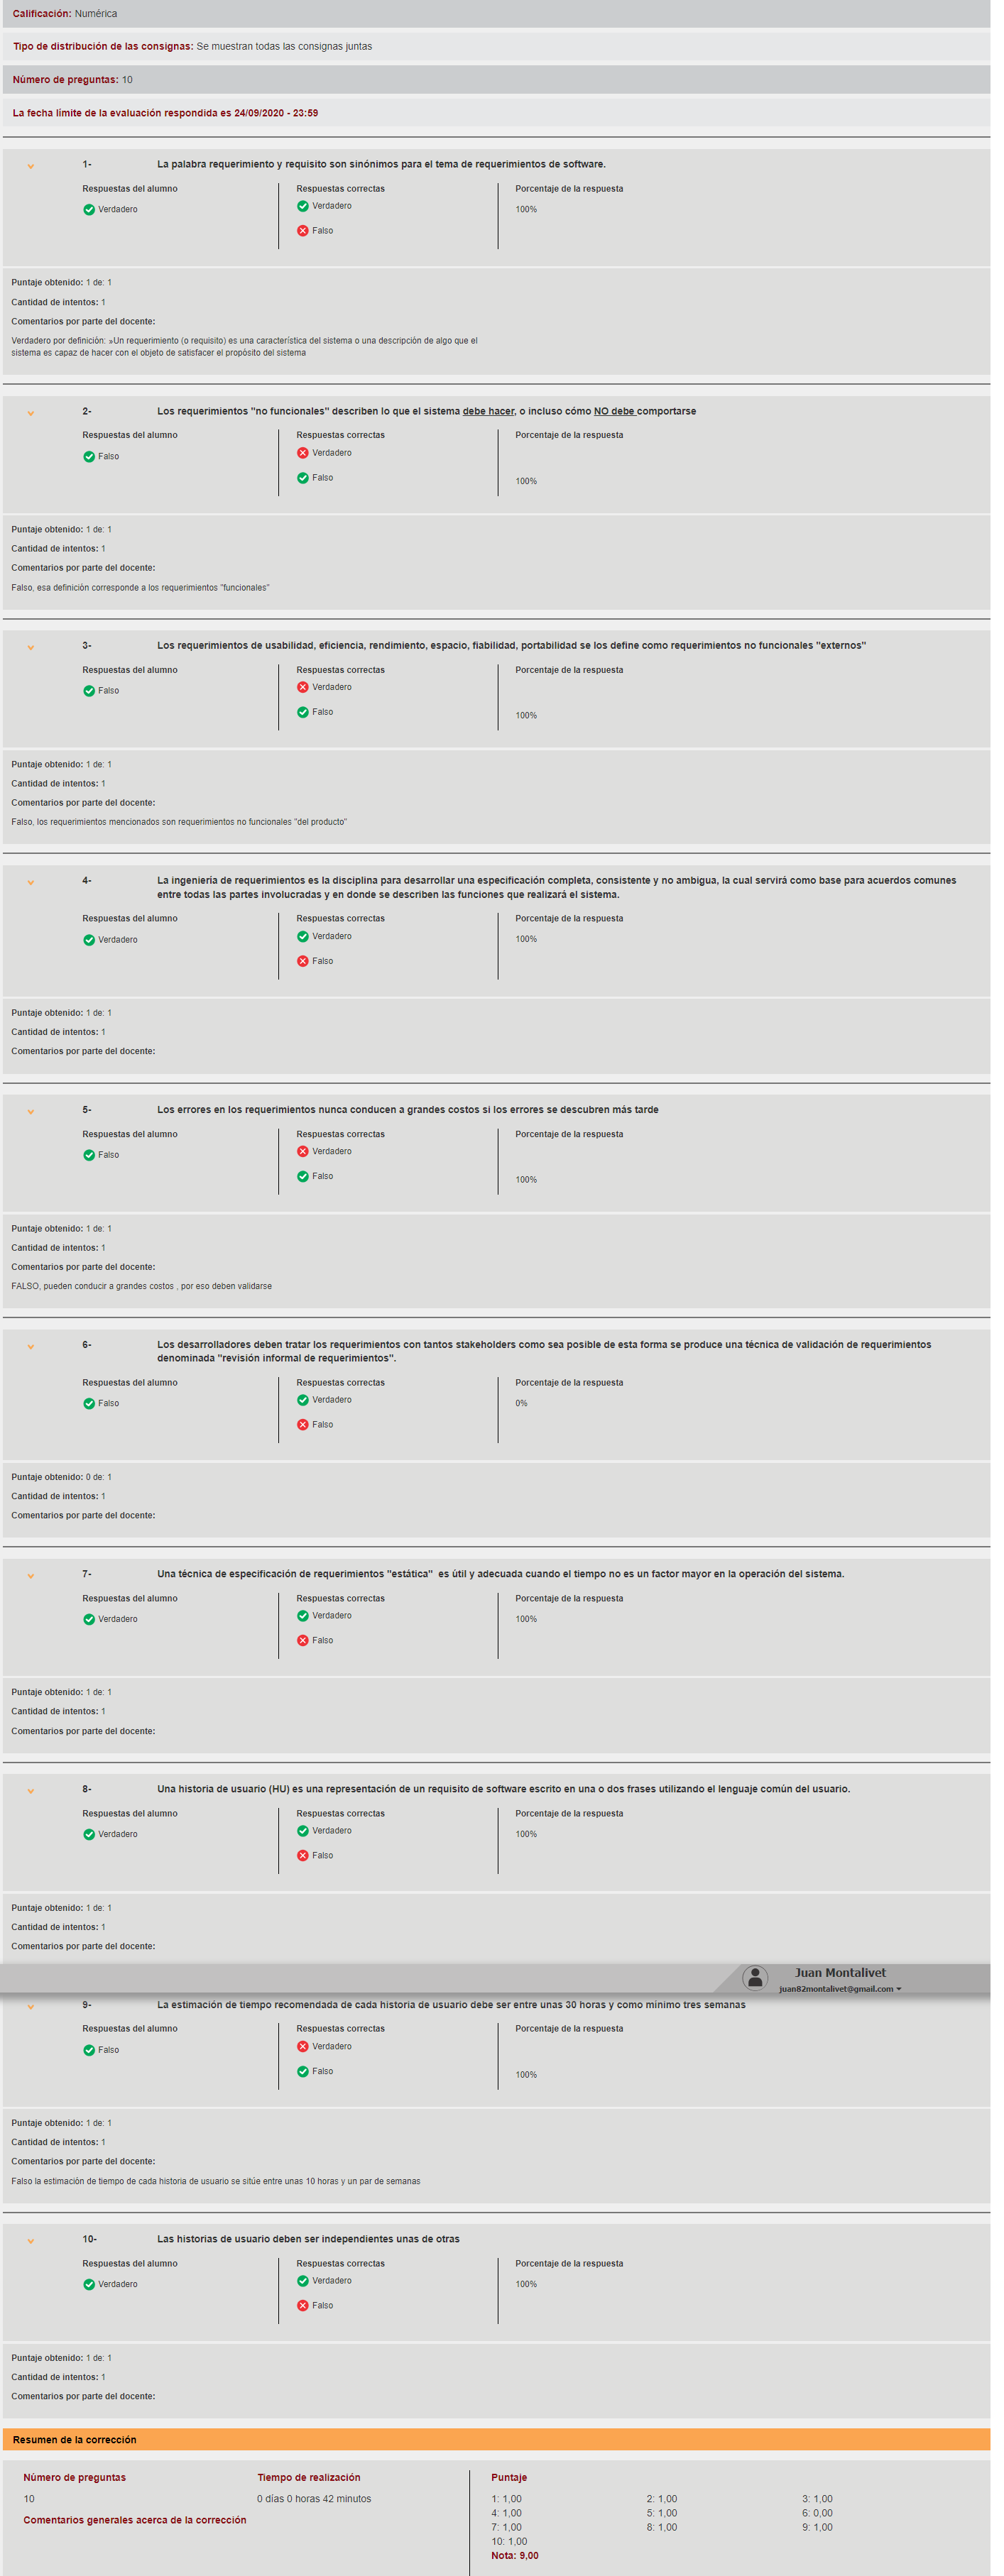 Calificación: Numérica
Tipo de distribución de las consignas: Se muestran todas las consignas juntas
Número de preguntas: 10
La fecha límite de la evaluación respondida es 24/09/2020 - 23:59
1- La palabra requerimiento y requisito son sinónimos para el tema de requerimientos de software.
Respuestas del alumno Respuestas correctas Porcentaje de la respuesta
Verdadero Verdadero 100%
Falso
Puntaje obtenido: 1 de: 1
Cantidad de intentos: 1
Comentarios por parte del docente:
Verdadero por definición: »Un requerimiento (o requisito) es una característica del sistema o una descripción de algo que el
sistema es capaz de hacer con el objeto de satisfacer el propósito del sistema
2- Los requerimientos "no funcionales" describen lo que el sistema debe hacer, o incluso cómo NO debe comportarse
Respuestas del alumno Respuestas correctas Porcentaje de la respuesta
Falso Verdadero
Falso 100%
Puntaje obtenido: 1 de: 1
Cantidad de intentos: 1
Comentarios por parte del docente:
Falso, esa definición corresponde a los requerimientos "funcionales"
3- Los requerimientos de usabilidad, eficiencia, rendimiento, espacio, fiabilidad, portabilidad se los define como requerimientos no funcionales "externos"
Respuestas del alumno Respuestas correctas Porcentaje de la respuesta
Falso Verdadero
Falso 100%
Puntaje obtenido: 1 de: 1
Cantidad de intentos: 1
Comentarios por parte del docente:
Falso, los requerimientos mencionados son requerimientos no funcionales "del producto"
4- La ingeniería de requerimientos es la disciplina para desarrollar una especificación completa, consistente y no ambigua, la cual servirá como base para acuerdos comunes
entre todas las partes involucradas y en donde se describen las funciones que realizará el sistema.
Respuestas del alumno Respuestas correctas Porcentaje de la respuesta
Verdadero Verdadero 100%
Falso
Puntaje obtenido: 1 de: 1
Cantidad de intentos: 1
Comentarios por parte del docente:
5- Los errores en los requerimientos nunca conducen a grandes costos si los errores se descubren más tarde
Respuestas del alumno Respuestas correctas Porcentaje de la respuesta
Falso Verdadero
Falso 100%
Puntaje obtenido: 1 de: 1
Cantidad de intentos: 1
Comentarios por parte del docente:
FALSO, pueden conducir a grandes costos , por eso deben validarse
6- Los desarrolladores deben tratar los requerimientos con tantos stakeholders como sea posible de esta forma se produce una técnica de validación de requerimientos
denominada "revisión informal de requerimientos".
Respuestas del alumno Respuestas correctas Porcentaje de la respuesta
Falso Verdadero 0%
Falso
Puntaje obtenido: 0 de: 1
Cantidad de intentos: 1
Comentarios por parte del docente:
7- Una técnica de especificación de requerimientos "estática" es útil y adecuada cuando el tiempo no es un factor mayor en la operación del sistema.
Respuestas del alumno Respuestas correctas Porcentaje de la respuesta
Verdadero Verdadero 100%
Falso
Puntaje obtenido: 1 de: 1
Cantidad de intentos: 1
Comentarios por parte del docente:
8- Una historia de usuario (HU) es una representación de un requisito de software escrito en una o dos frases utilizando el lenguaje común del usuario.
Respuestas del alumno Respuestas correctas Porcentaje de la respuesta
Verdadero Verdadero 100%
Falso
Puntaje obtenido: 1 de: 1
Cantidad de intentos: 1
Comentarios por parte del docente:
Juan Montalivet
juan82montalivet@gmail.com
9- La estimación de tiempo recomendada de cada historia de usuario debe ser entre unas 30 horas y como mínimo tres semanas
Respuestas del alumno Respuestas correctas Porcentaje de la respuesta
Falso Verdadero
Falso 100%
Puntaje obtenido: 1 de: 1
Cantidad de intentos: 1
Comentarios por parte del docente:
Falso la estimación de tiempo de cada historia de usuario se sitúe entre unas 10 horas y un par de semanas
10- Las historias de usuario deben ser independientes unas de otras
Respuestas del alumno Respuestas correctas Porcentaje de la respuesta
Verdadero Verdadero 100%
Falso
Puntaje obtenido: 1 de: 1
Cantidad de intentos: 1
Comentarios por parte del docente:
Resumen de la corrección
Número de preguntas Tiempo de realización Puntaje
10 0 días 0 horas 42 minutos 1: 1,00 2: 1,00 3: 1,00
4: 1,00 5: 1,00 6: 0,00
Comentarios generales acerca de la corrección 7: 1,00 8: 1,00 9: 1,00
10: 1,00
Nota: 9,00